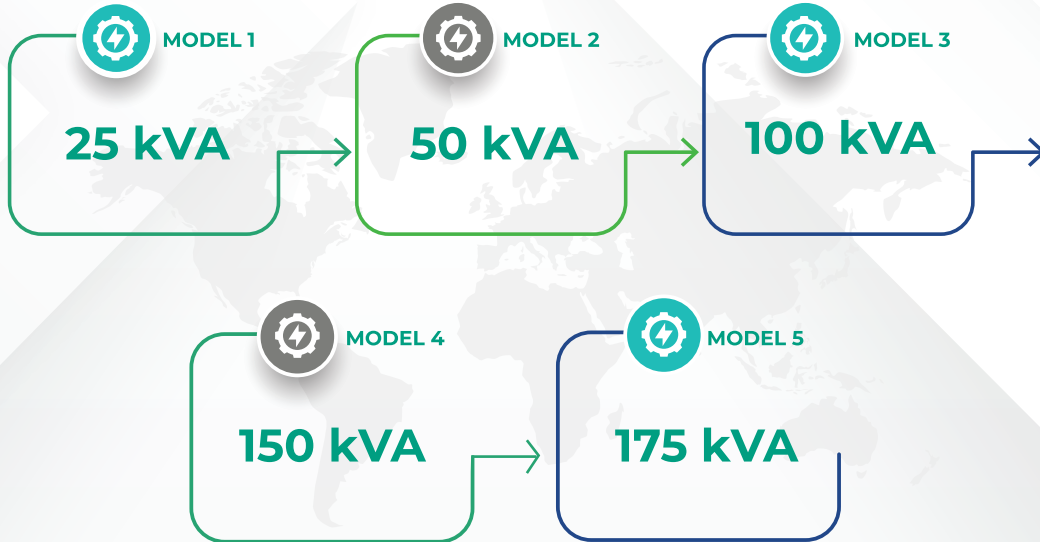 MODEL 1
25 kVA
MODEL 2
50 kVA
MODEL 3
100 kVA
MODEL 4
150 kVA
MODEL 5
175 kVA